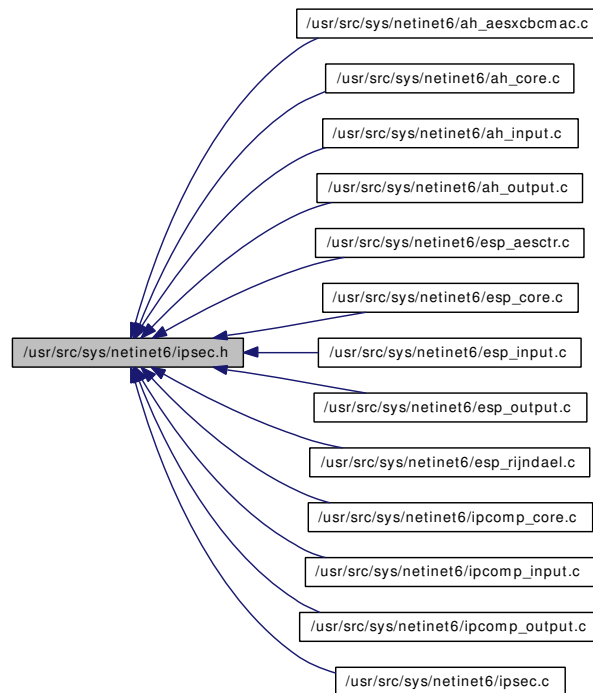 /usr/src/sys/netinet6/ah_aesxcbcmac.c
/usr/src/sys/netinet6/ah_core.c
/usr/src/sys/netinet6/ah_input.c
/usr/src/sys/netinet6/ah_output.c
/usr/src/sys/netinet6/esp_aesctr.c
/usr/src/sys/netinet6/esp_core.c
/usr/src/sys/netinet6/ipsec.h
/usr/src/sys/netinet6/esp_input.c
/usr/src/sys/netinet6/esp_output.c
/usr/src/sys/netinet6/esp_rijndael.c
/usr/src/sys/netinet6/ipcomp_core.c
/usr/src/sys/netinet6/ipcomp_input.c
/usr/src/sys/netinet6/ipcomp_output.c
/usr/src/sys/netinet6/ipsec.c